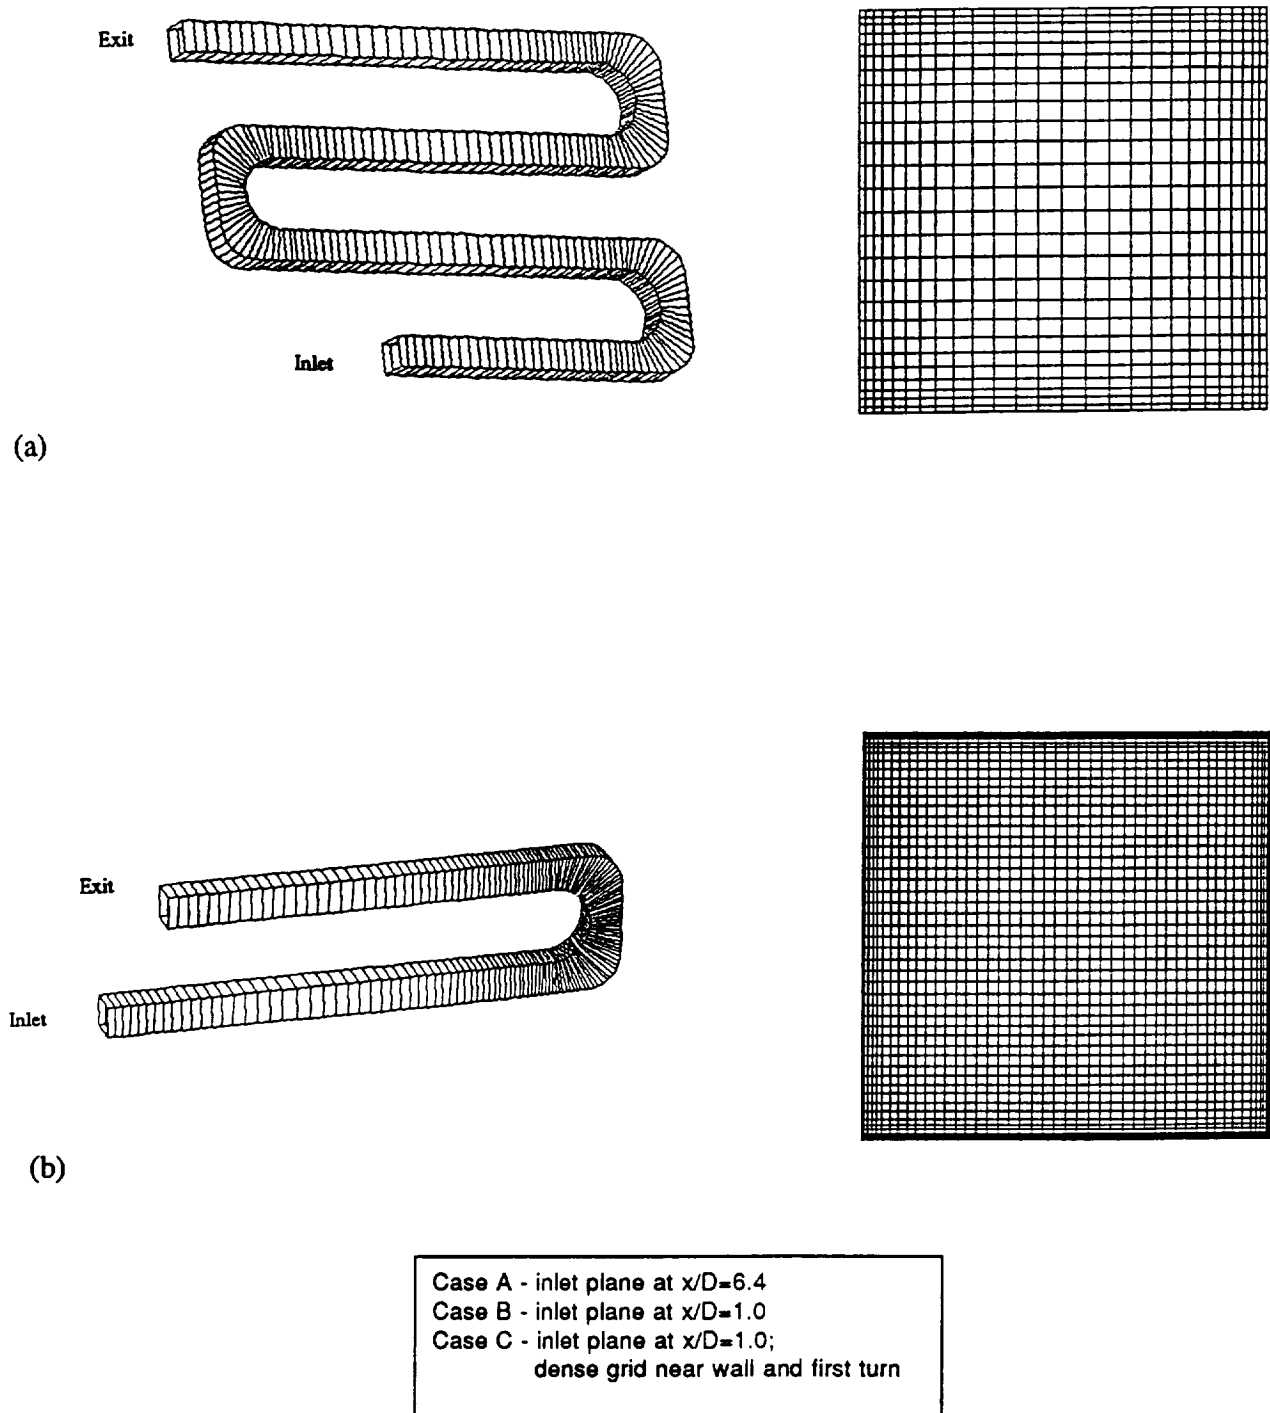 Exit
Inlet
(a)
Exit
Inlet
(b)
Case A - inlet plane at x/D=6.4
Case B - inlet plane at x/D=1.0
Case C - inlet plane at x/D=1.0;
dense grid near wall and first turn